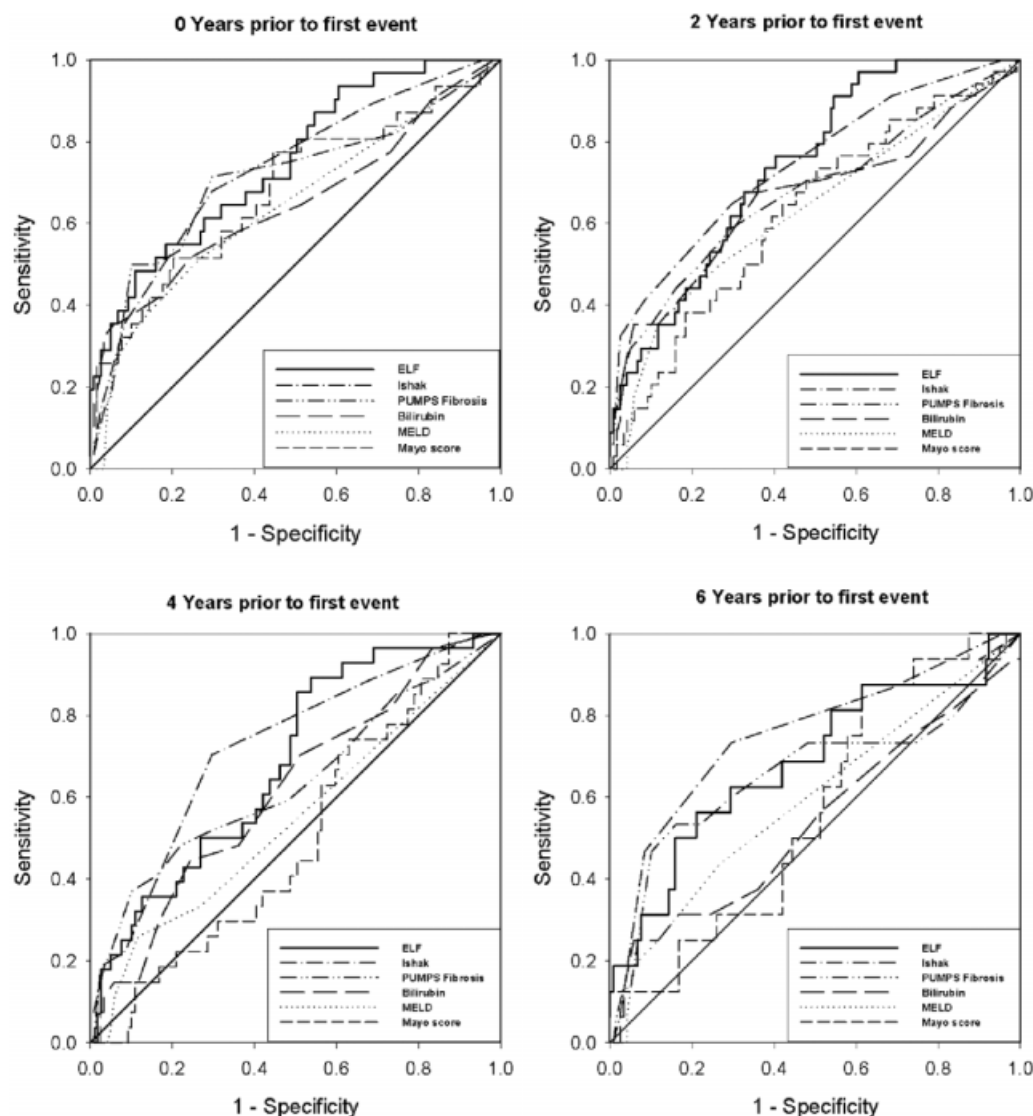 0 Years prior to first event
1.0
0.8
0.6
0.4
0.2
0.0
Sensitivity
ELF
Ishak
PUMPS Fibrosis
Bilirubin
MELD
Mayo score
0.0 0.2 0.4 0.6 0.8 1.0
1 - Specificity
2 Years prior to first event
1.0
0.8
0.6
0.4
0.2
0.0
Sensitivity
ELF
Ishak
PUMPS Fibrosis
Bilirubin
MELD
Mayo score
0.0 0.2 0.4 0.6 0.8 1.0
1 - Specificity
4 Years prior to first event
1.0
0.8
0.6
0.4
0.2
0.0
Sensitivity
ELF
Ishak
PUMPS Fibrosis
Bilirubin
MELD
Mayo score
0.0 0.2 0.4 0.6 0.8 1.0
1 - Specificity
6 Years prior to first event
1.0
0.8
0.6
0.4
0.2
0.0
Sensitivity
ELF
Ishak
PUMPS Fibrosis
Bilirubin
MELD
Mayo score
0.0 0.2 0.4 0.6 0.8 1.0
1 - Specificity